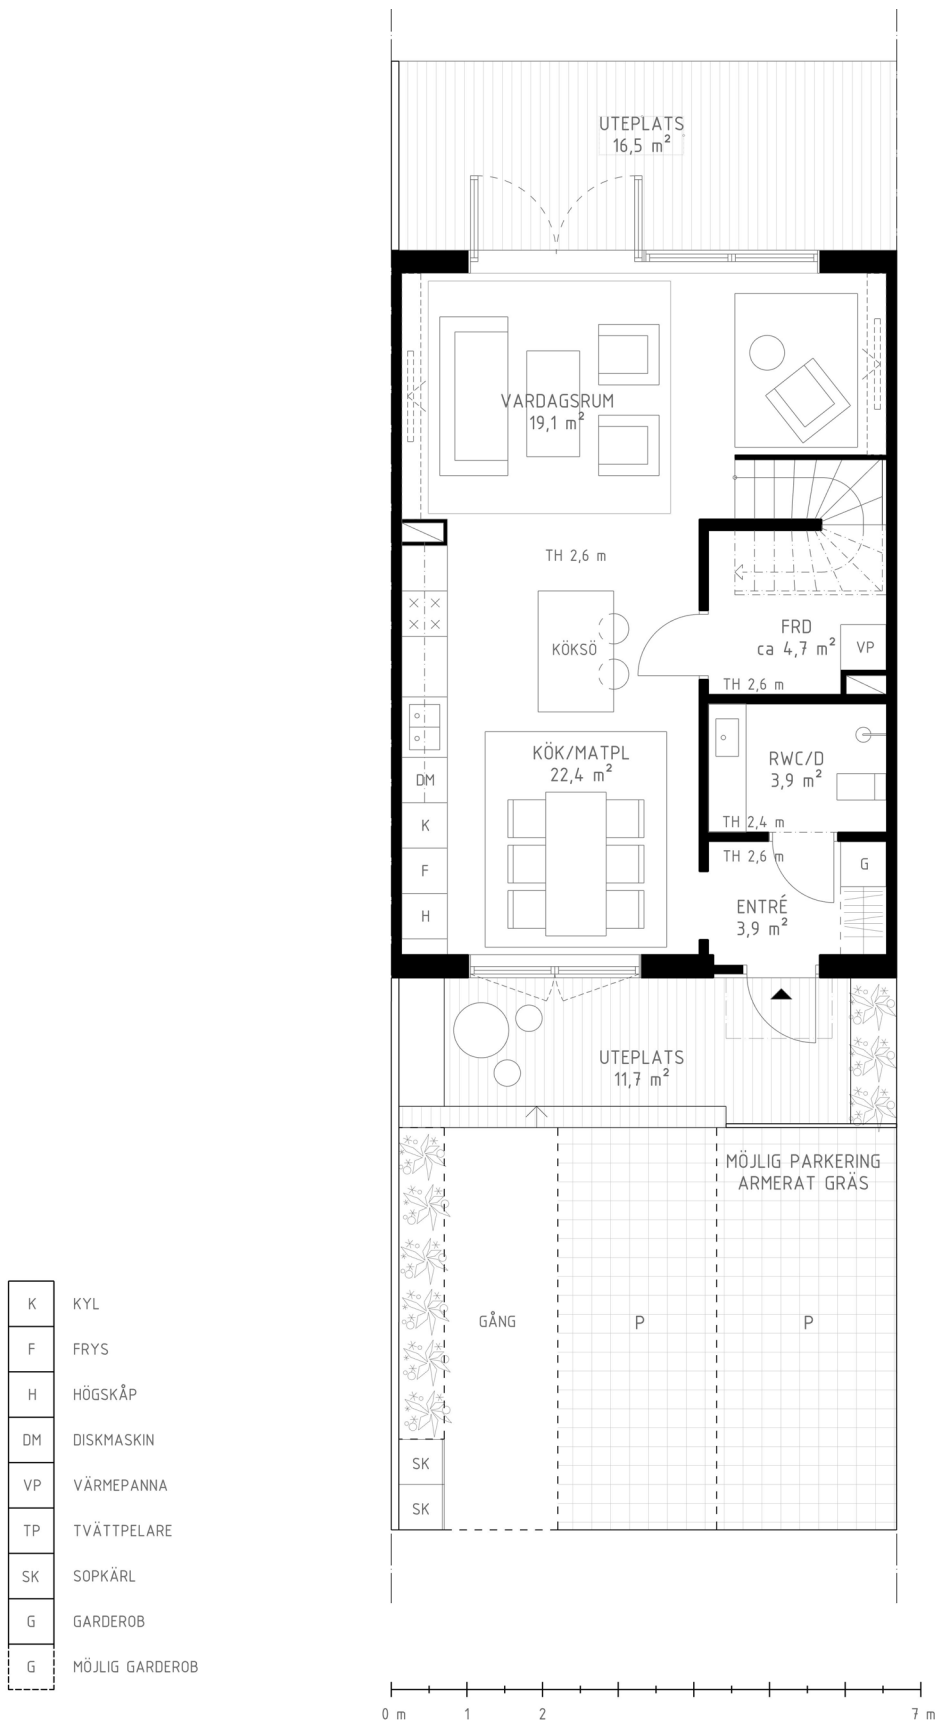 UTEPLATS
16,5 m²
VARDAGSRUM
19,1 m²
TH 2,6 m
KÖKSÖ
FRD
ca 4,7 m²
VP
TH 2,6 m
KÖK/MATPL
22,4 m²
RWC/D
3,9 m²
DM
TH 2,4 m
K
TH 2,6 m
G
F
ENTRÉ
3,9 m²
H
UTEPLATS
11,7 m²
MÖJLIG PARKERING
ARMERAT GRÄS
GÅNG
P
P
SK
SK
K KYL
F FRYS
H HÖGSKÅP
DM DISKMASKIN
VP VÄRMEPANNA
TP TVÄTTPELARE
SK SOPKÄRL
G GARDEROB
G MÖJLIG GARDEROB
0 m 1 2 7 m